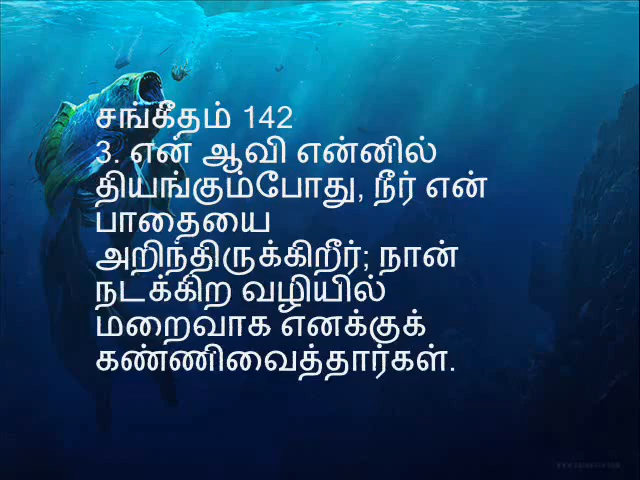 சங்கீதம் 142
3. என் ஆவி என்னில்
தியங்கும்போது, நீர் என்
பாதையை
அறிந்திருக்கிறீர்; நான்
நடக்கிற வழியில்
மறைவாக எனக்குக்
கண்ணிவைத்தார்கள்.